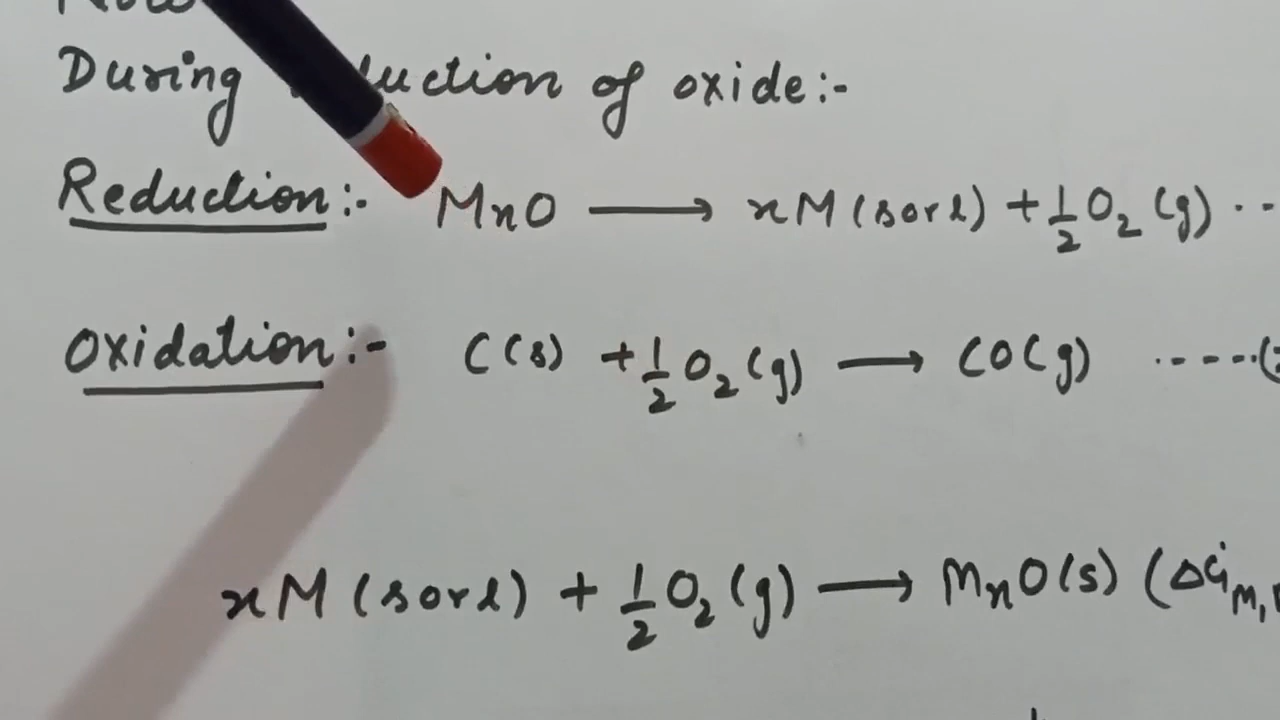 During of oxide:-
Reduction:- MxO ⟶ xM (s or l) + 1/2 O₂ (g) ··-
Oxidation:- C(s) + 1/2 O₂ (g) ⟶ CO(g) -----(
xM (s or l) + 1/2 O₂ (g) ⟶ MxO(s) (ΔG M,